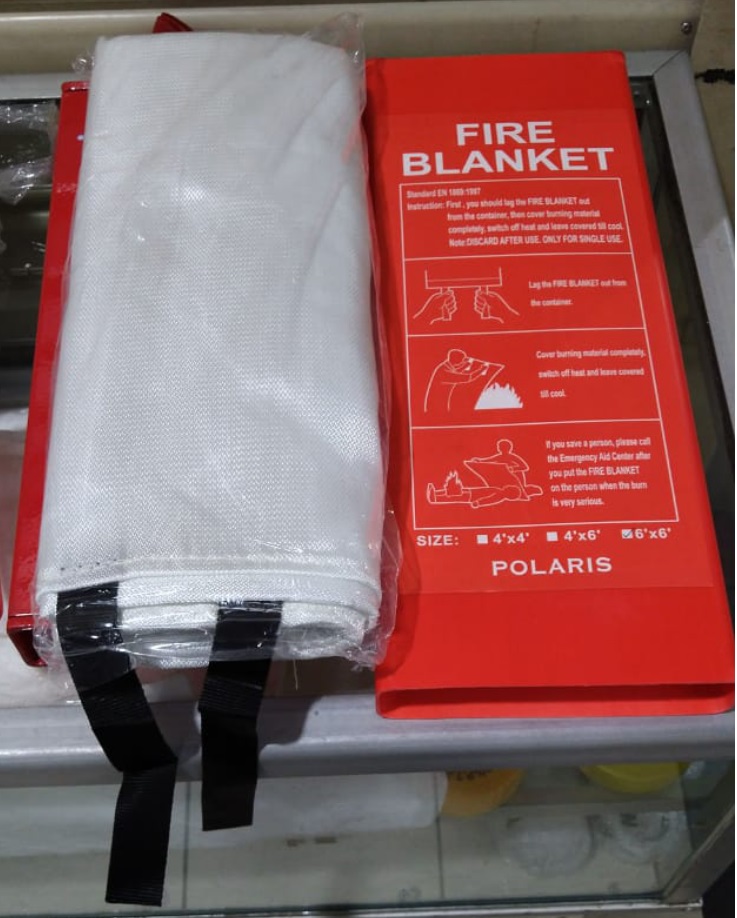 FIRE
BLANKET
Standard EN 1869:1997
Instruction: First, you should lag the FIRE BLANKET out
from the container, then cover burning material
completely, switch off heat and leave covered till cool.
Note:DISCARD AFTER USE. ONLY FOR SINGLE USE.
Lag the FIRE BLANKET out from
the container.
Cover burning material completely,
switch off heat and leave covered
till cool.
If you save a person, please call
the Emergency Aid Center after
you put the FIRE BLANKET
on the person when the burn
is very serious.
SIZE: 4'x4' 4'x6' 6'x6'
POLARIS